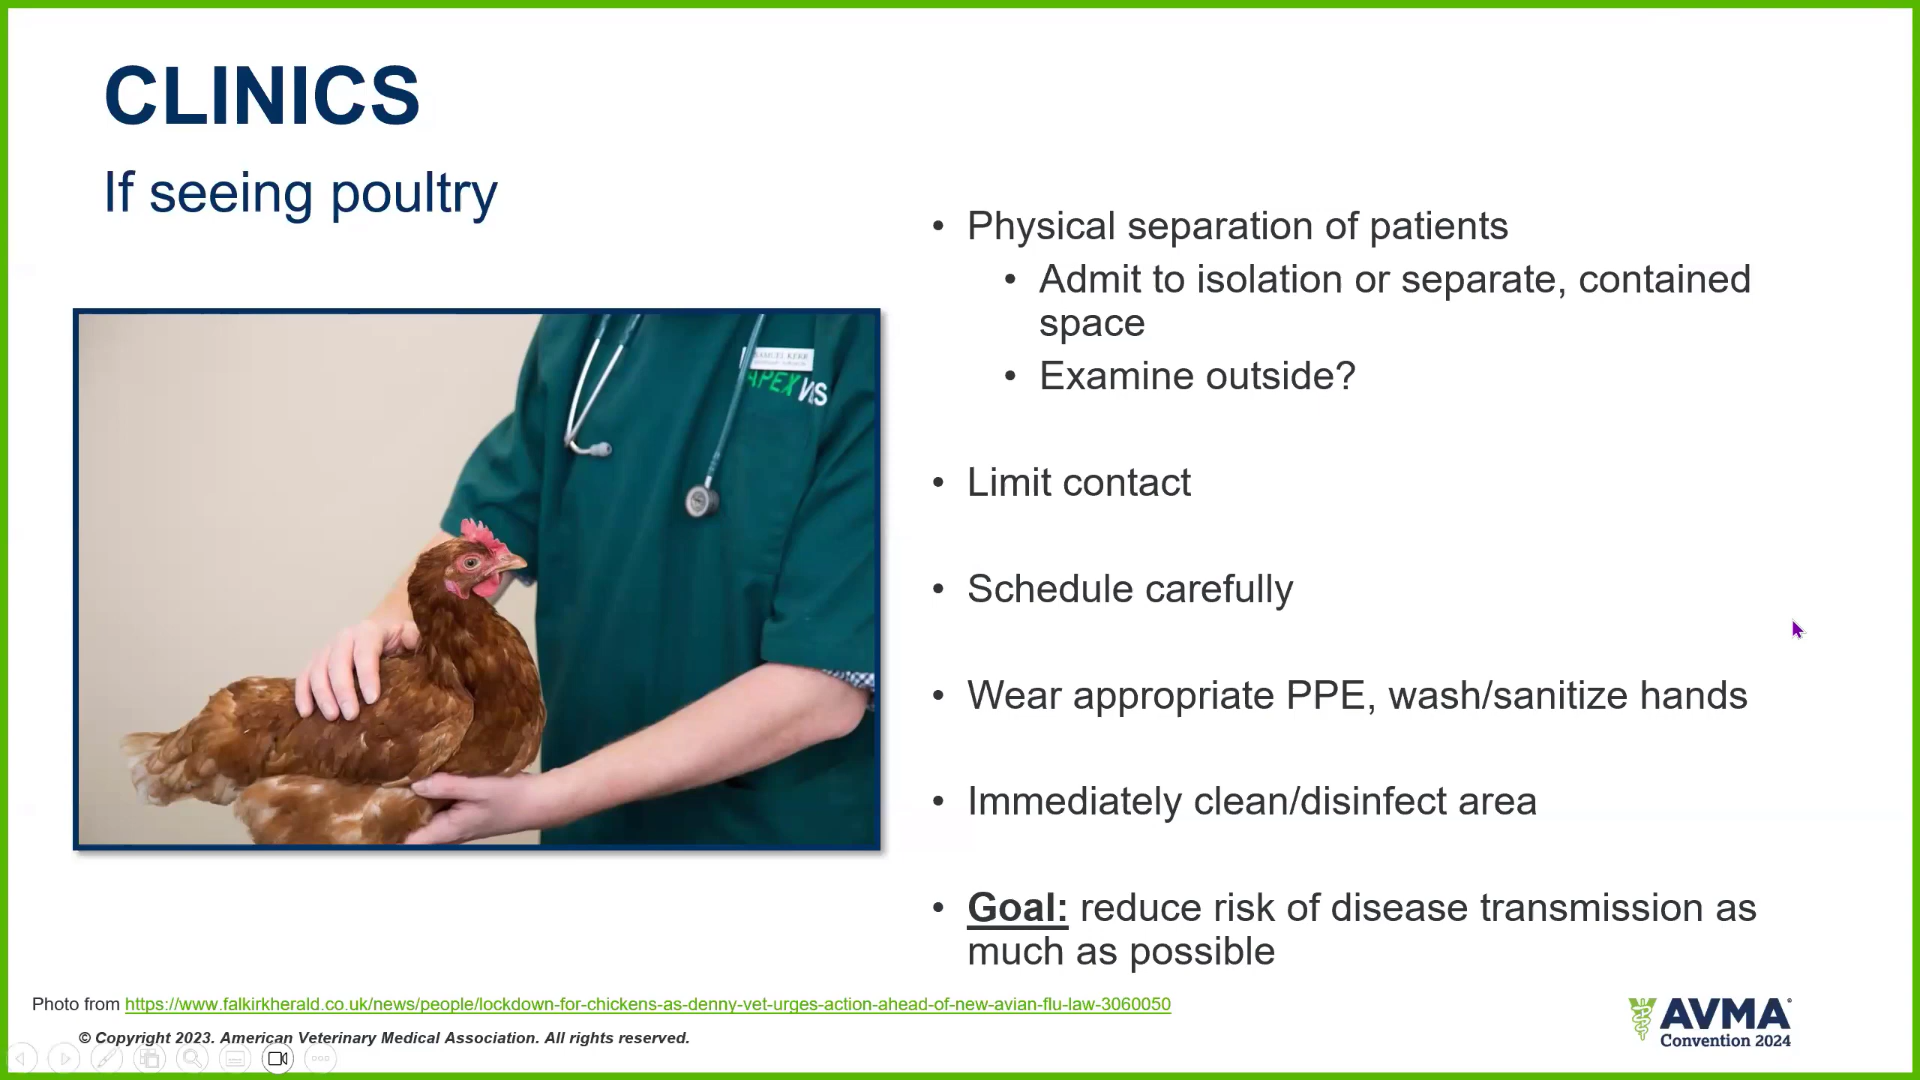 CLINICS
If seeing poultry
• Physical separation of patients
• Admit to isolation or separate, contained
space
• Examine outside?
• Limit contact
• Schedule carefully
• Wear appropriate PPE, wash/sanitize hands
• Immediately clean/disinfect area
• Goal: reduce risk of disease transmission as
much as possible
SAMUEL KERR
APEX
Photo from https://www.falkirkherald.co.uk/news/people/lockdown-for-chickens-as-denny-vet-urges-action-ahead-of-new-avian-flu-law-3060050
© Copyright 2023. American Veterinary Medical Association. All rights reserved.
AVMA
Convention 2024